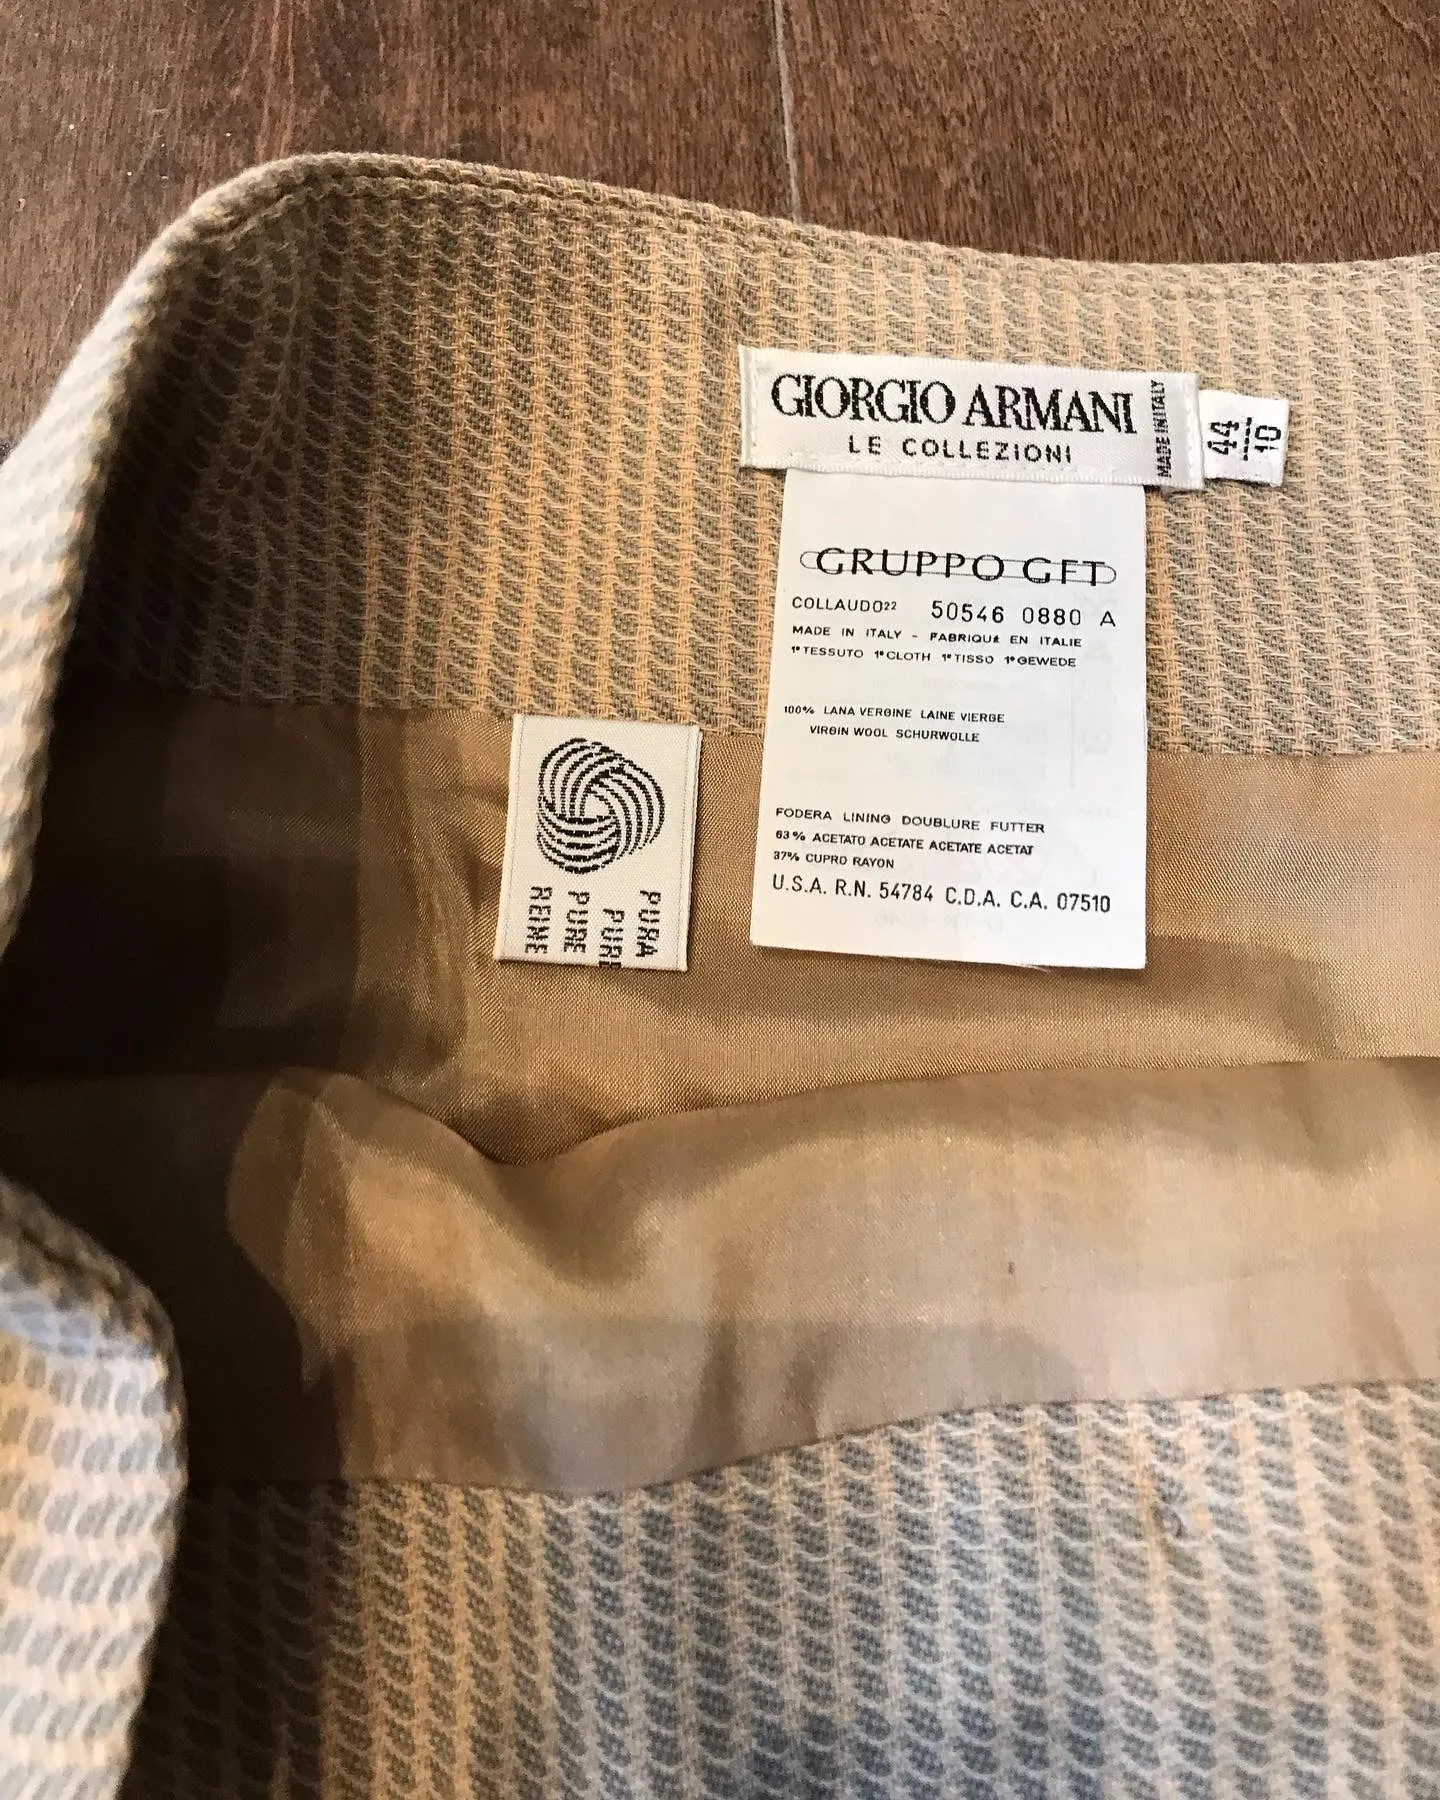 GIORGIO ARMANI
LE COLLEZIONI
MADE IN ITALY
44
10
GRUPPO GFT
COLLAUDO22 50546 0880 A
MADE IN ITALY - FABRIQUE EN ITALIE
1° TESSUTO 1° CLOTH 1° TISSO 1° GEWEDE
100% LANA VERGINE LAINE VIERGE
VIRGIN WOOL SCHURWOLLE
FODERA LINING DOUBLURE FUTTER
63% ACETATO ACETATE ACETATE ACETAT
37% CUPRO RAYON
U.S.A. R.N. 54784 C.D.A. C.A. 07510
PURA
PURE
PURE
REINE